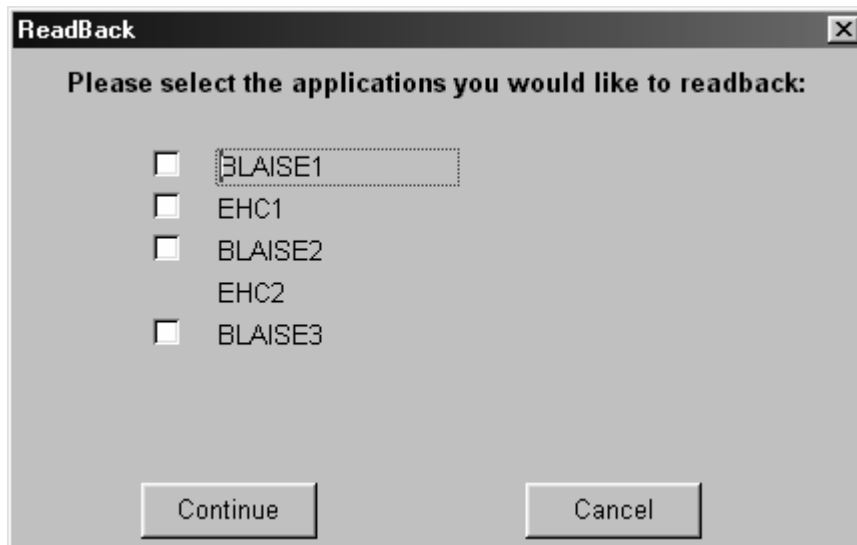 ReadBack
Please select the applications you would like to readback:
BLAISE1
EHC1
BLAISE2
EHC2
BLAISE3
Continue Cancel